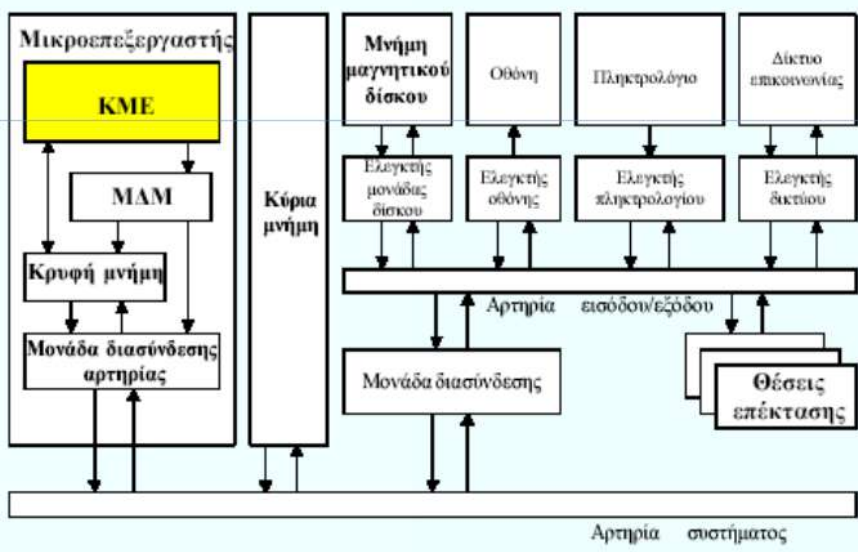 Μικροεπεξεργαστής
ΚΜΕ
ΜΔΜ
Κρυφή μνήμη
Μονάδα διασύνδεσης
αρτηρίας
Κύρια
μνήμη
Μνήμη
μαγνητικού
δίσκου
Οθόνη
Πληκτρολόγιο
Δίκτυο
επικοινωνίας
Ελεγκτής
μονάδας
δίσκου
Ελεγκτής
οθόνης
Ελεγκτής
πληκτρολογίου
Ελεγκτής
δικτύου
Αρτηρία εισόδου/εξόδου
Μονάδα διασύνδεσης
Θέσεις
επέκτασης
Αρτηρία συστήματος